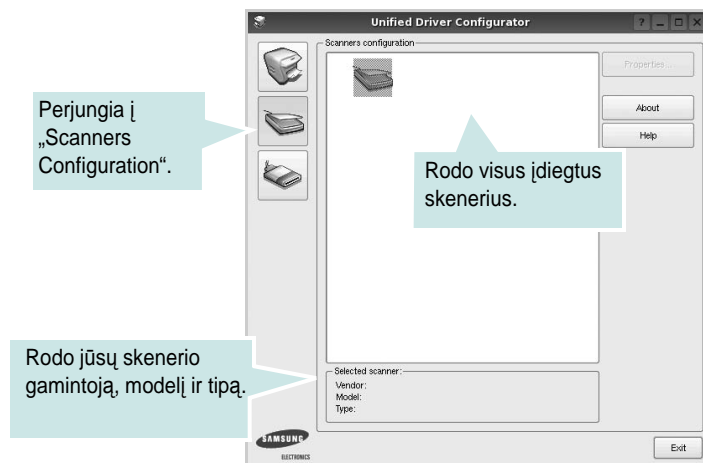 Unified Driver Configurator
Scanners configuration
Properties...
About
Help
Perjungia į
„Scanners
Configuration“.
Rodo visus įdiegtus
skenerius.
Rodo jūsų skenerio
gamintoją, modelį ir tipą.
Selected scanner:
Vendor:
Model:
Type:
SAMSUNG
ELECTRONICS
Exit